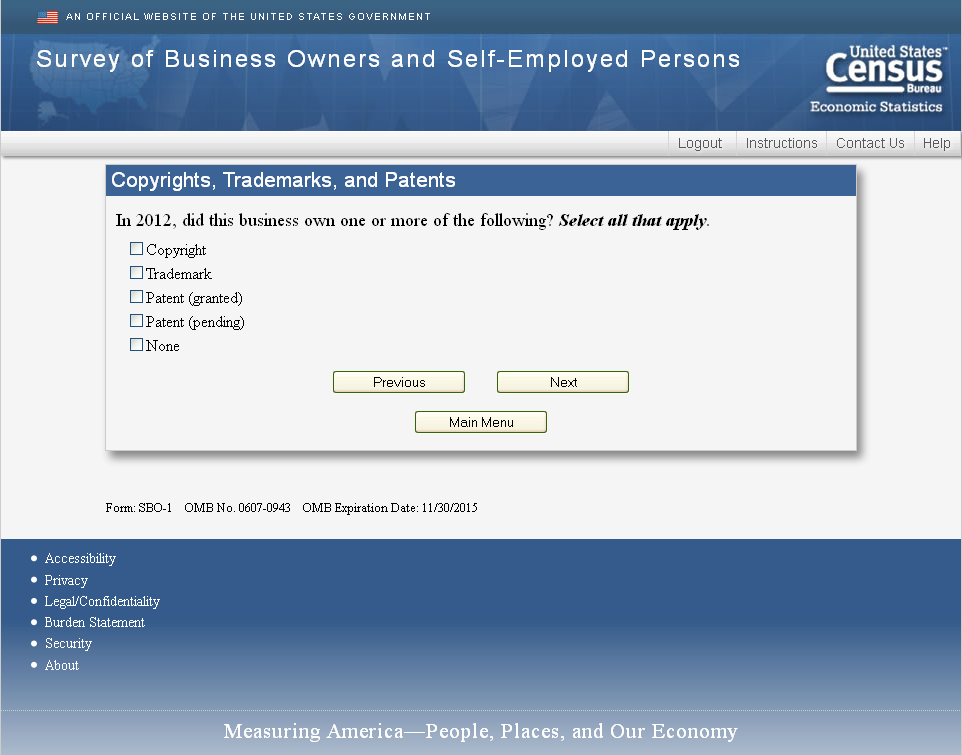 AN OFFICIAL WEBSITE OF THE UNITED STATES GOVERNMENT
Survey of Business Owners and Self-Employed Persons
United States™
Census
Bureau
Economic Statistics
Logout Instructions Contact Us Help
Copyrights, Trademarks, and Patents
In 2012, did this business own one or more of the following? Select all that apply.
Copyright
Trademark
Patent (granted)
Patent (pending)
None
Previous Next
Main Menu
Form: SBO-1 OMB No. 0607-0943 OMB Expiration Date: 11/30/2015
Accessibility
Privacy
Legal/Confidentiality
Burden Statement
Security
About
Measuring America—People, Places, and Our Economy